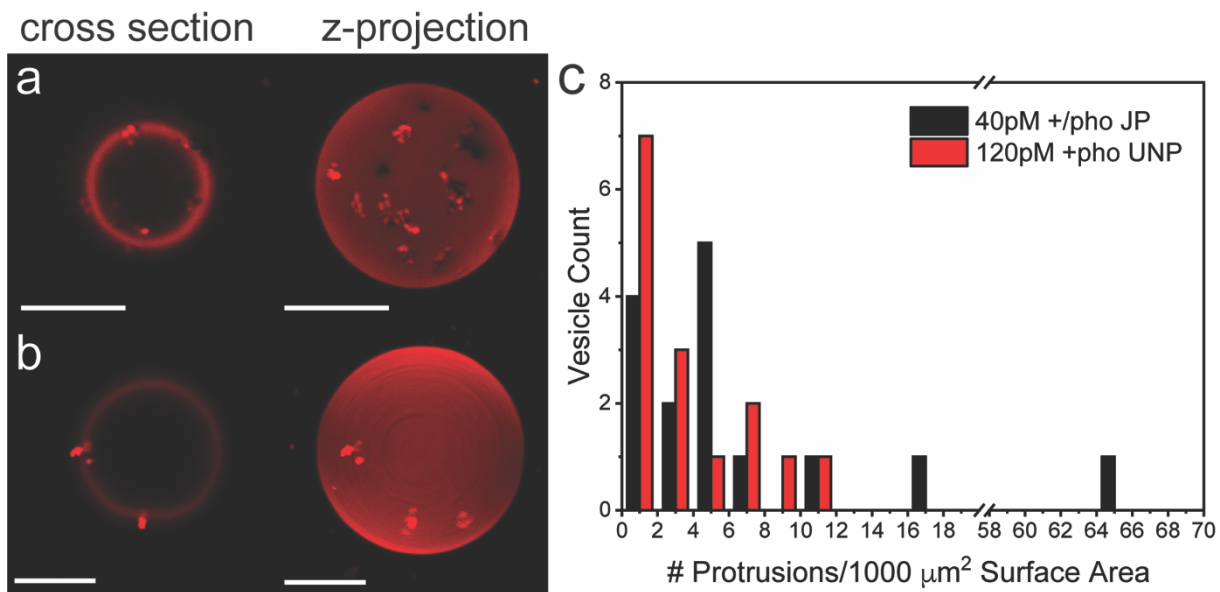 cross section
z-projection
a
b
c
8
6
4
2
0
Vesicle Count
40pM +/pho JP
120pM +pho UNP
0 2 4 6 8 10 12 14 16 18 58 60 62 64 66 68 70
# Protrusions/1000 μm² Surface Area